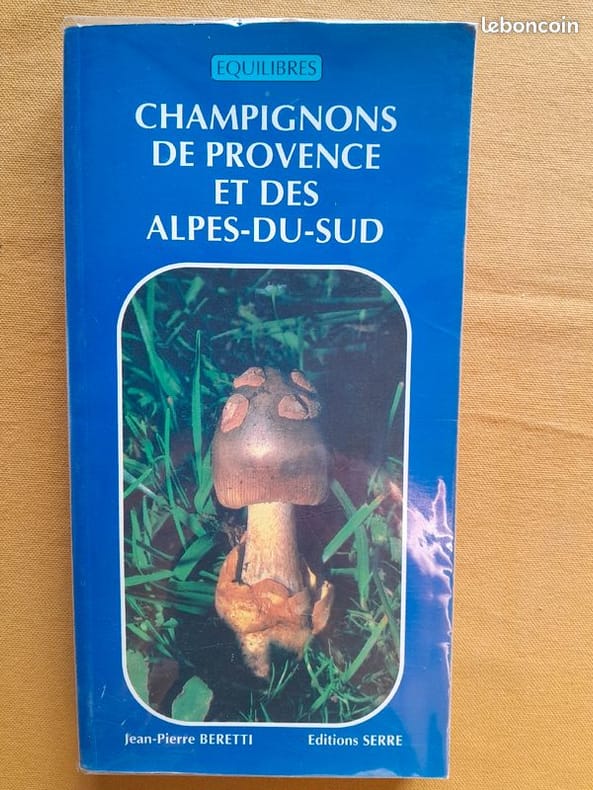 leboncoin
EQUILIBRES
CHAMPIGNONS
DE PROVENCE
ET DES
ALPES-DU-SUD
Jean-Pierre BERETTI Editions SERRE